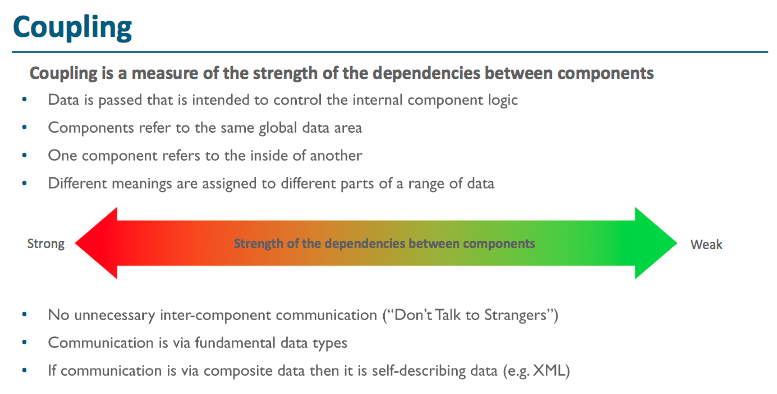 Coupling
Coupling is a measure of the strength of the dependencies between components
• Data is passed that is intended to control the internal component logic
• Components refer to the same global data area
• One component refers to the inside of another
• Different meanings are assigned to different parts of a range of data
Strong Strength of the dependencies between components Weak
• No unnecessary inter-component communication (“Don’t Talk to Strangers”)
• Communication is via fundamental data types
• If communication is via composite data then it is self-describing data (e.g. XML)